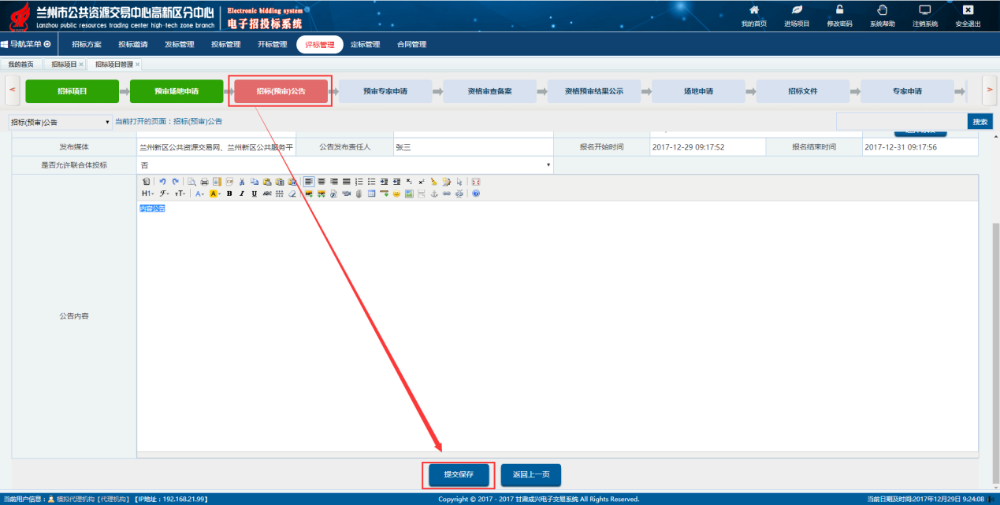 兰州市公共资源交易中心高新区分中心
Lanzhou public resources trading center high-tech zone branch
Electronic bidding system
电子招投标系统
我的首页 进场项目 修改密码 系统帮助 注销系统 安全退出
导航菜单 招标方案 投标邀请 发标管理 投标管理 开标管理 评标管理 定标管理 合同管理
我的首页 招标项目 × 招标项目管理 ×
< 招标项目 预审场地申请 招标(预审)公告 预审专家申请 资格审查备案 资格预审结果公示 场地申请 招标文件 专家申请 >
招标(预审)公告 当前打开的页面：招标(预审)公告 搜索
发布媒体 兰州新区公共资源交易网、兰州新区公共服务平 公告发布责任人 张三 报名开始时间 2017-12-29 09:17:52 报名结束时间 2017-12-31 09:17:56
是否允许联合体投标 否
H1 F TT A A B I U ABC
内容公告
公告内容
提交保存 返回上一页
当前用户信息：模拟代理机构【代理机构】【IP地址：192.168.21.99】 Copyright © 2017 - 2017 甘肃成兴电子交易系统 All Rights Reserved. 当前日期及时间:2017年12月29日 9:24:08